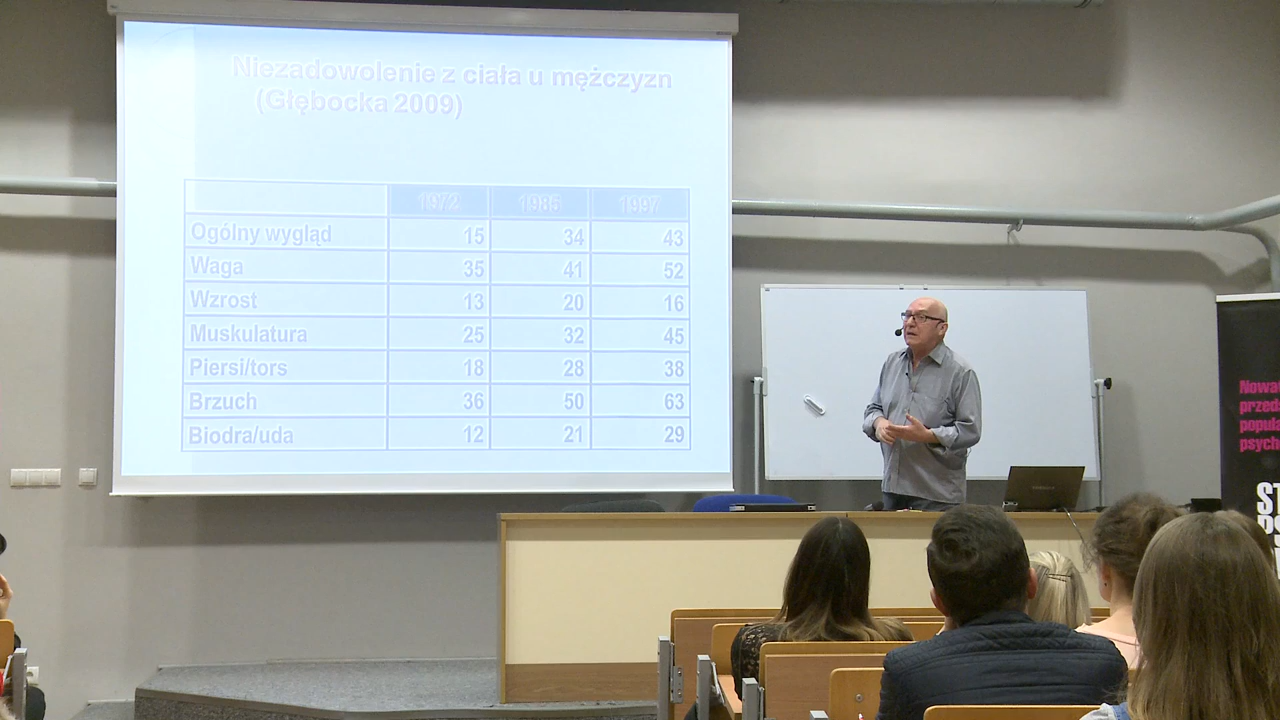 Niezadowolenie z ciała u mężczyzn
(Głębocka 2009)
1972 1985 1997
Ogólny wygląd 15 34 43
Waga 35 41 52
Wzrost 13 20 16
Muskulatura 25 32 45
Piersi/tors 18 28 38
Brzuch 36 50 63
Biodra/uda 12 21 29
27